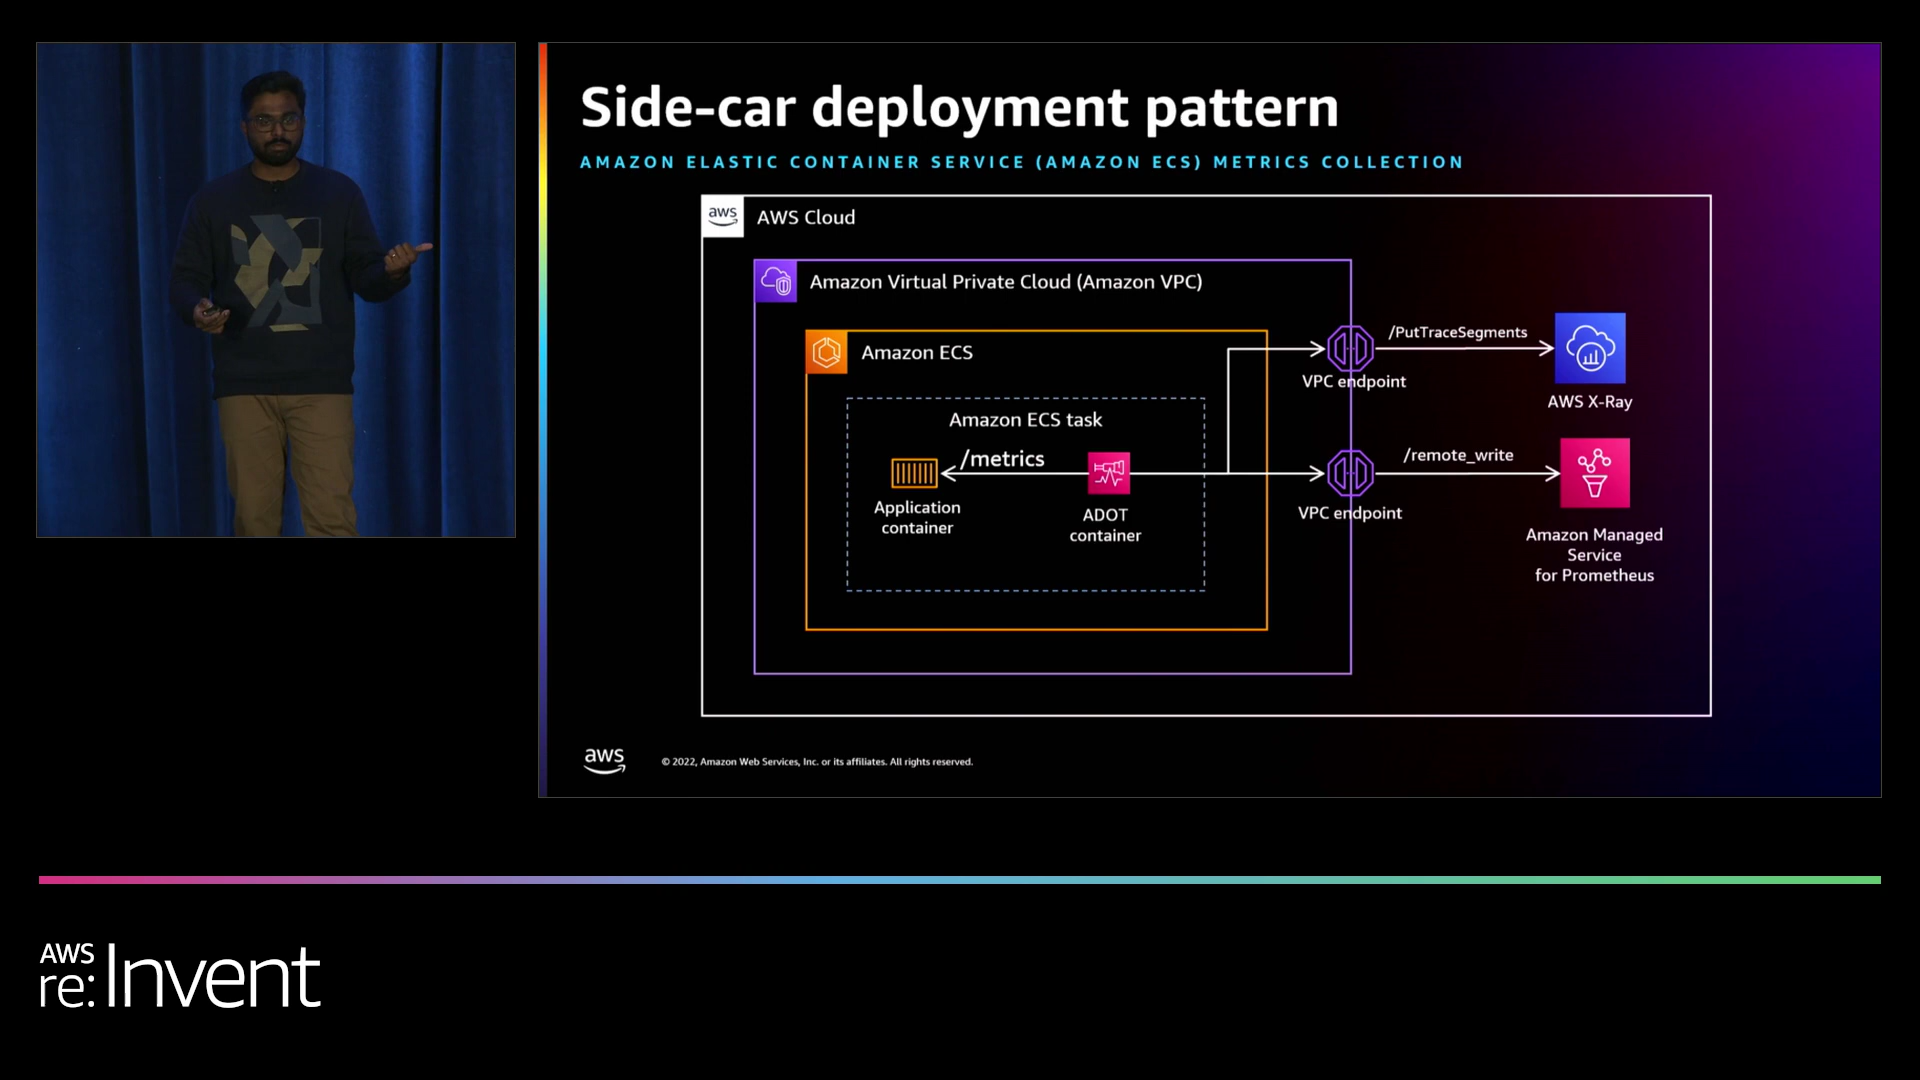 Side-car deployment pattern
AMAZON ELASTIC CONTAINER SERVICE (AMAZON ECS) METRICS COLLECTION
aws
AWS Cloud
Amazon Virtual Private Cloud (Amazon VPC)
Amazon ECS
Amazon ECS task
/metrics
Application
container
ADOT
container
/PutTraceSegments
VPC endpoint
AWS X-Ray
/remote_write
VPC endpoint
Amazon Managed
Service
for Prometheus
aws
© 2022, Amazon Web Services, Inc. or its affiliates. All rights reserved.
AWS
re:Invent